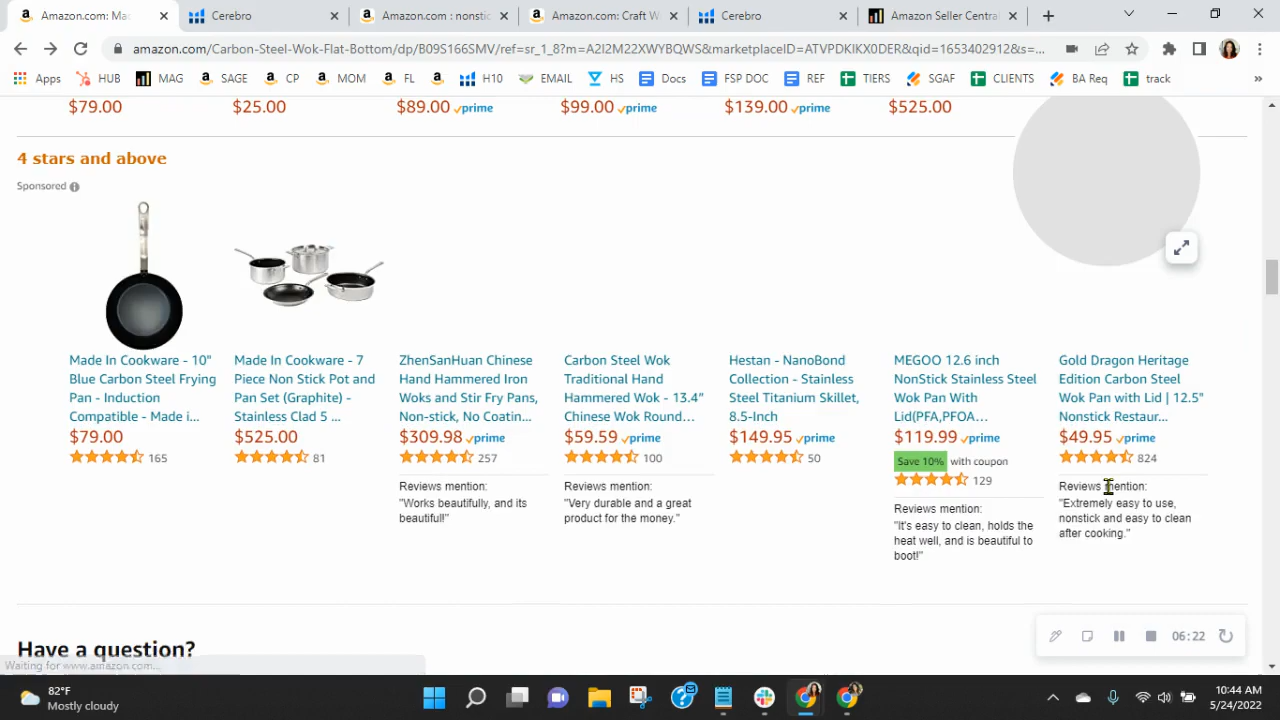 Amazon.com: Ma
Cerebro
Amazon.com : nonstic
Amazon.com: Craft W
Cerebro
Amazon Seller Central
amazon.com/Carbon-Steel-Wok-Flat-Bottom/dp/B09S166SMV/ref=sr_1_8?m=A2I2M22XWYBQWS&marketplaceID=ATVPDKIKX0DER&qid=1653402912&s=...
Apps HUB MAG SAGE CP MOM FL H10 EMAIL HS Docs FSP DOC REF TIERS SGAF CLIENTS BA Req track »
$79.00 $25.00 $89.00 prime $99.00 prime $139.00 prime $525.00
4 stars and above
Sponsored
Made In Cookware - 10"
Blue Carbon Steel Frying
Pan - Induction
Compatible - Made i...
$79.00
165
Made In Cookware - 7
Piece Non Stick Pot and
Pan Set (Graphite) -
Stainless Clad 5 ...
$525.00
81
ZhenSanHuan Chinese
Hand Hammered Iron
Woks and Stir Fry Pans,
Non-stick, No Coatin...
$309.98 prime
257
Reviews mention:
"Works beautifully, and its
beautiful!"
Carbon Steel Wok
Traditional Hand
Hammered Wok - 13.4”
Chinese Wok Round...
$59.59 prime
100
Reviews mention:
"Very durable and a great
product for the money."
Hestan - NanoBond
Collection - Stainless
Steel Titanium Skillet,
8.5-Inch
$149.95 prime
50
MEGOO 12.6 inch
NonStick Stainless Steel
Wok Pan With
Lid(PFA,PFOA...
$119.99 prime
Save 10% with coupon
129
Reviews mention:
"It's easy to clean, holds the
heat well, and is beautiful to
boot!"
Gold Dragon Heritage
Edition Carbon Steel
Wok Pan with Lid | 12.5"
Nonstick Restaur...
$49.95 prime
824
Reviews mention:
"Extremely easy to use,
nonstick and easy to clean
after cooking."
Have a question?
Waiting for www.amazon.com...
06:22
82°F
Mostly cloudy
10:44 AM
5/24/2022